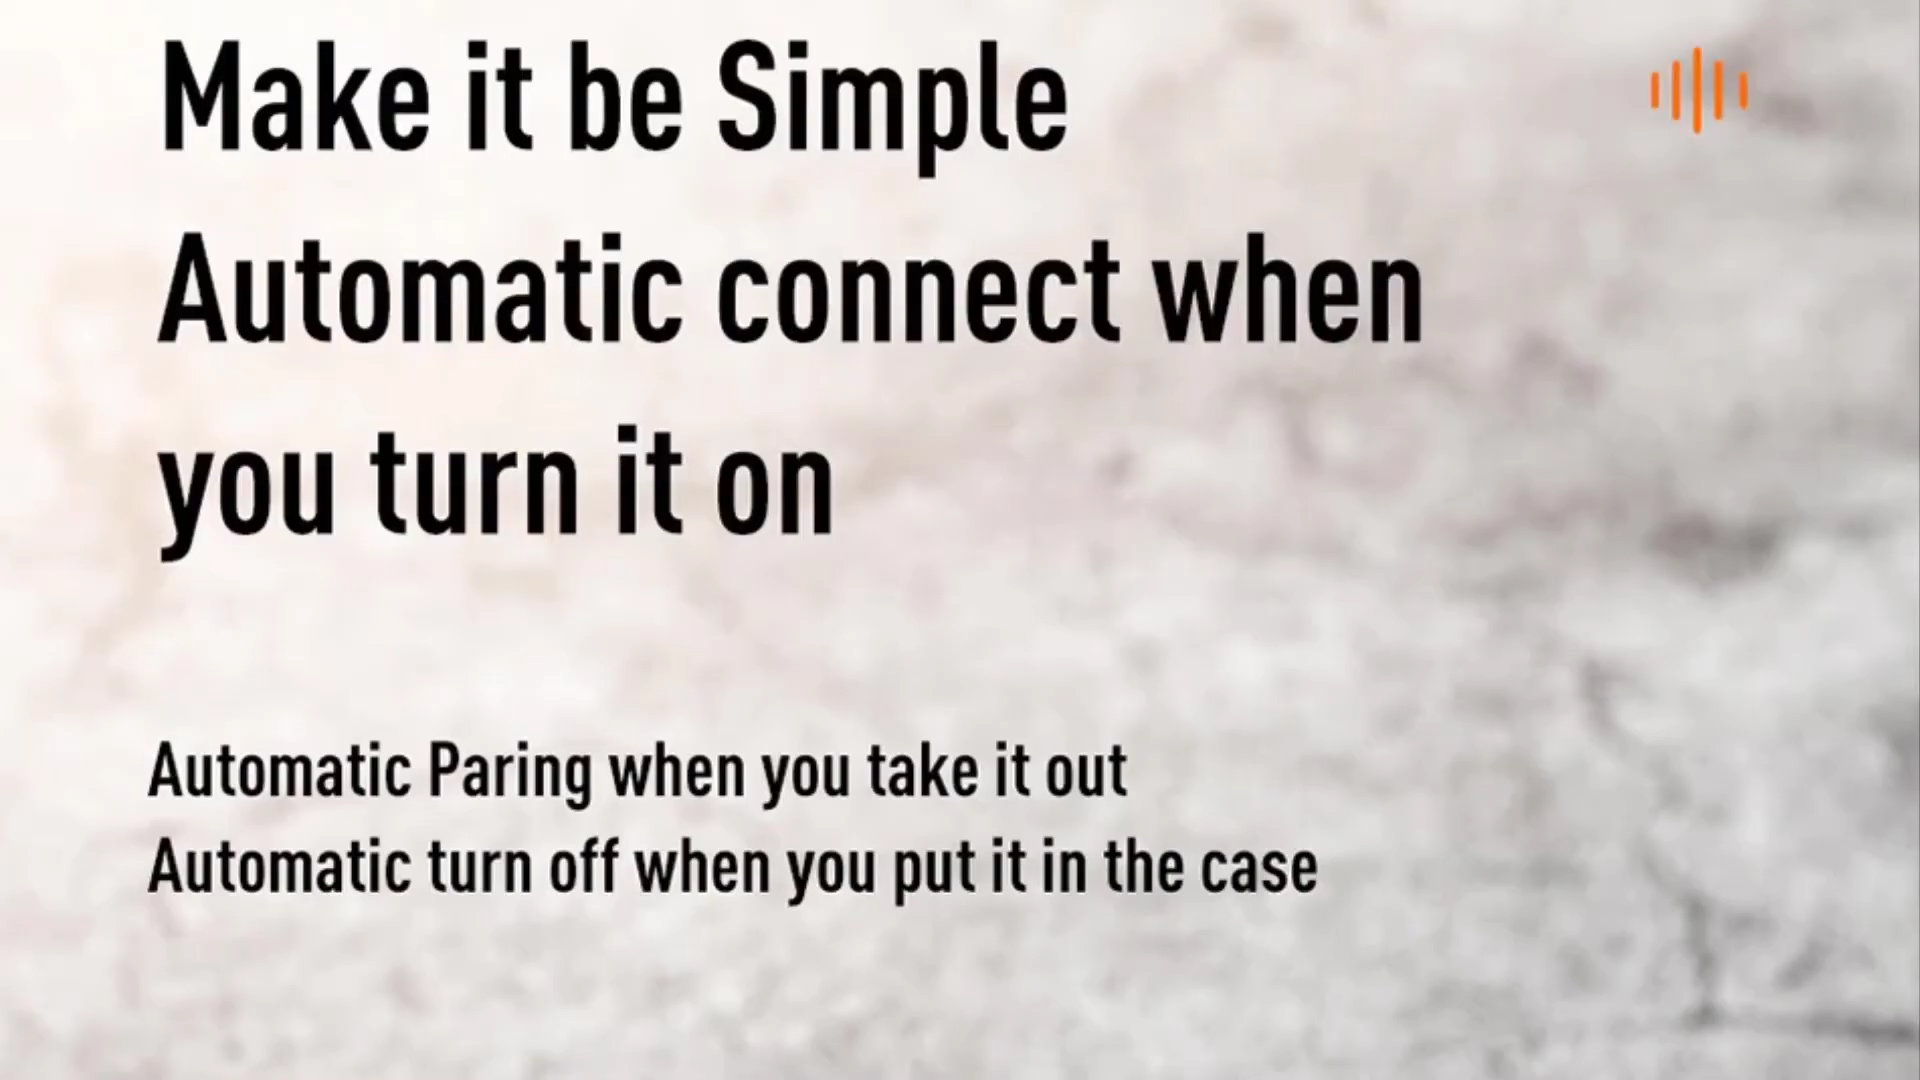 Make it be Simple
Automatic connect when
you turn it on
Automatic Paring when you take it out
Automatic turn off when you put it in the case